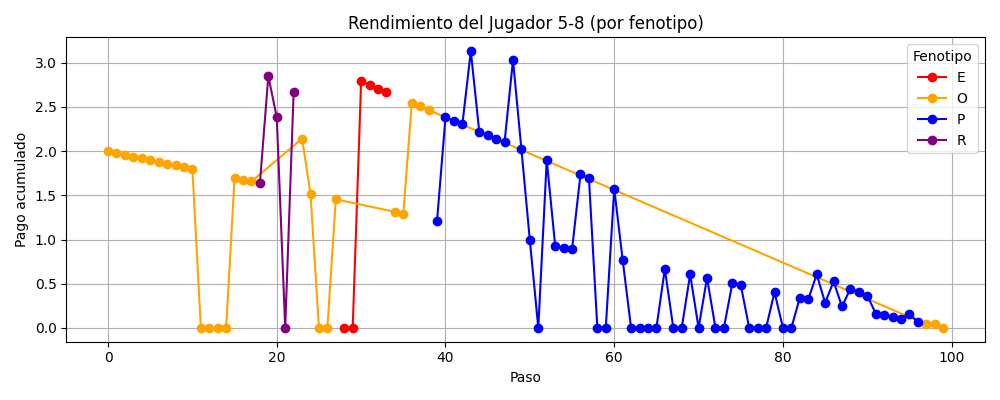 Rendimiento del Jugador 5-8 (por fenotipo)
Pago acumulado
3.0
2.5
2.0
1.5
1.0
0.5
0.0
Fenotipo
E
O
P
R
0 20 40 60 80 100
Paso